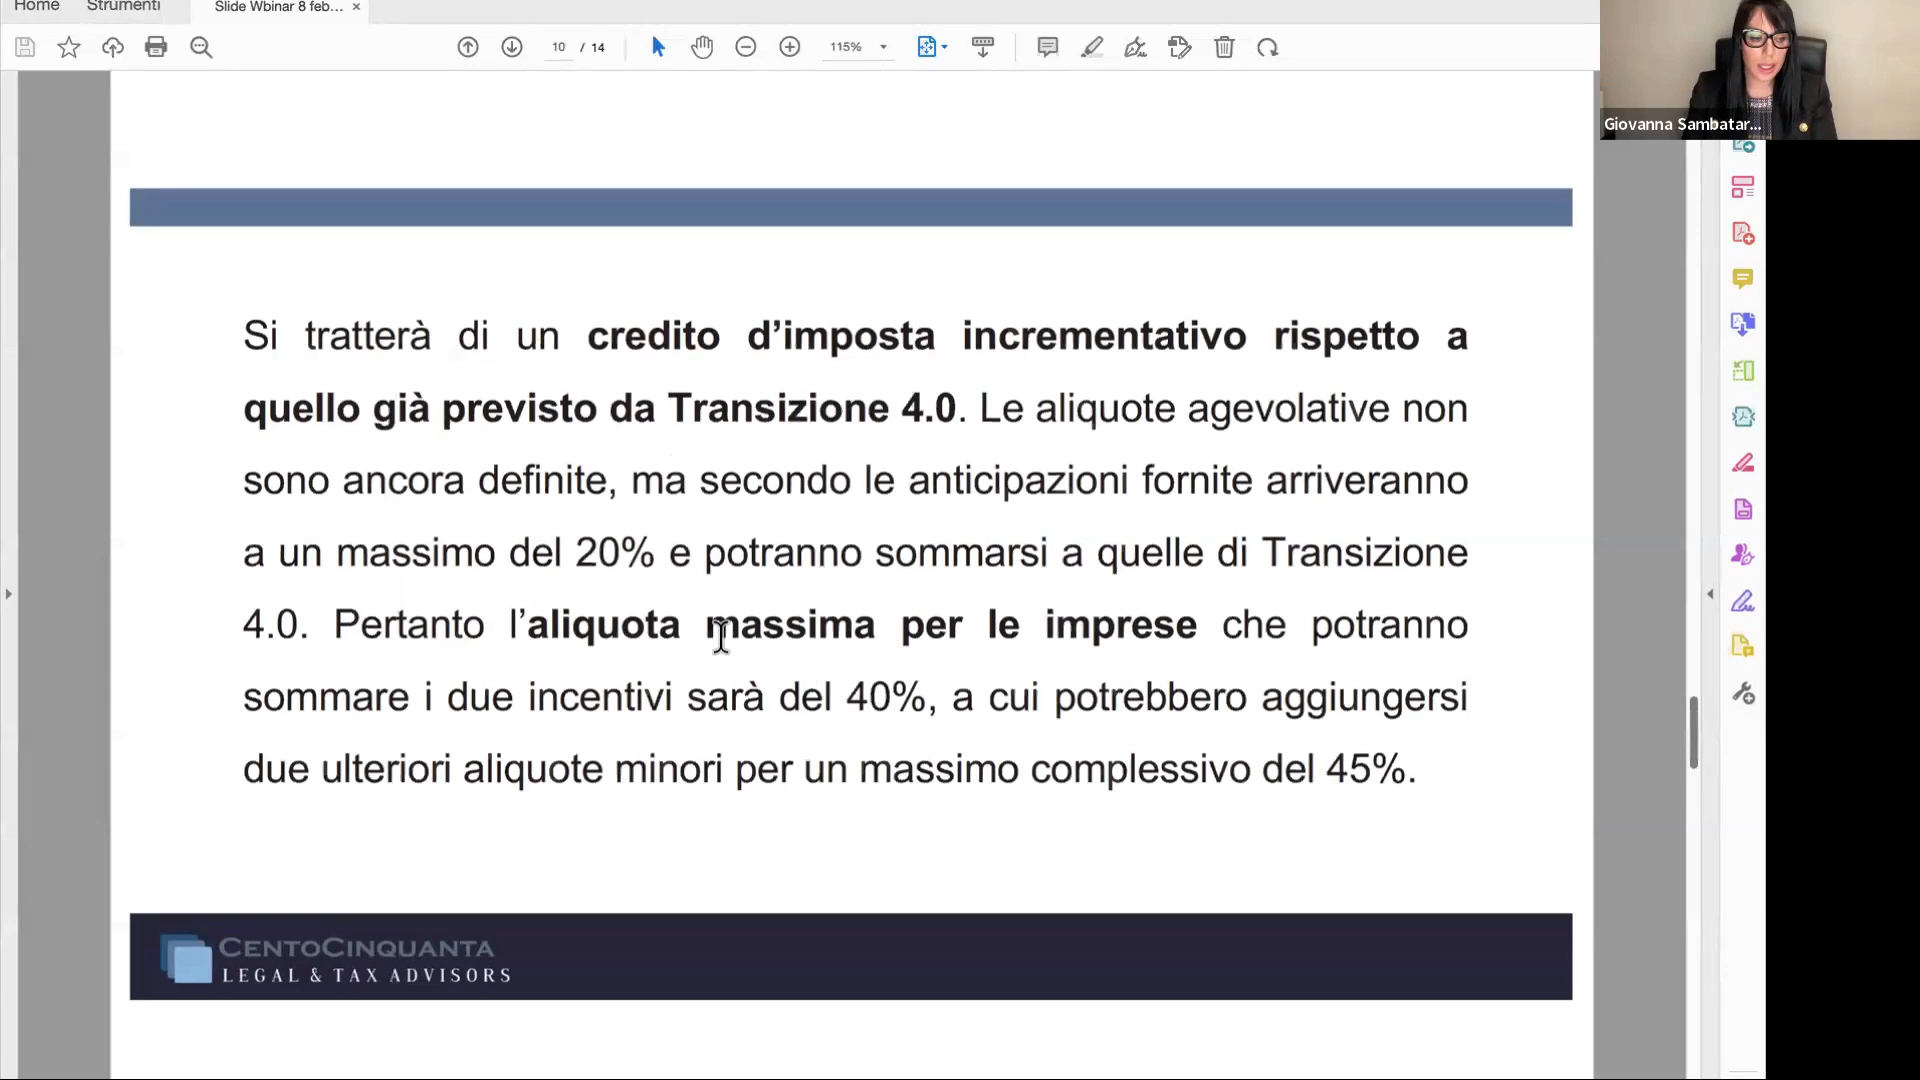 Home Strumenti Slide Wbinar 8 feb... ×
10 / 14 115%
Giovanna Sambatar...
Si tratterà di un credito d’imposta incrementativo rispetto a
quello già previsto da Transizione 4.0. Le aliquote agevolative non
sono ancora definite, ma secondo le anticipazioni fornite arriveranno
a un massimo del 20% e potranno sommarsi a quelle di Transizione
4.0. Pertanto l’aliquota massima per le imprese che potranno
sommare i due incentivi sarà del 40%, a cui potrebbero aggiungersi
due ulteriori aliquote minori per un massimo complessivo del 45%.
CENTOCINQUANTA
LEGAL & TAX ADVISORS